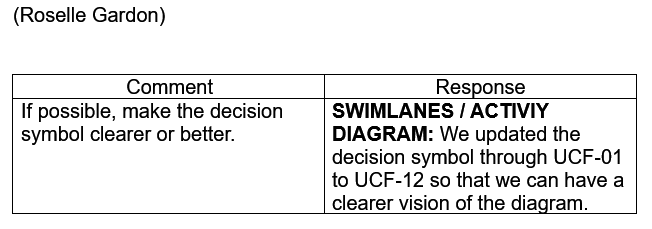 (Roselle Gardon)
Comment
Response
If possible, make the decision
symbol clearer or better.
SWIMLANES / ACTIVIY
DIAGRAM: We updated the
decision symbol through UCF-01
to UCF-12 so that we can have a
clearer vision of the diagram.